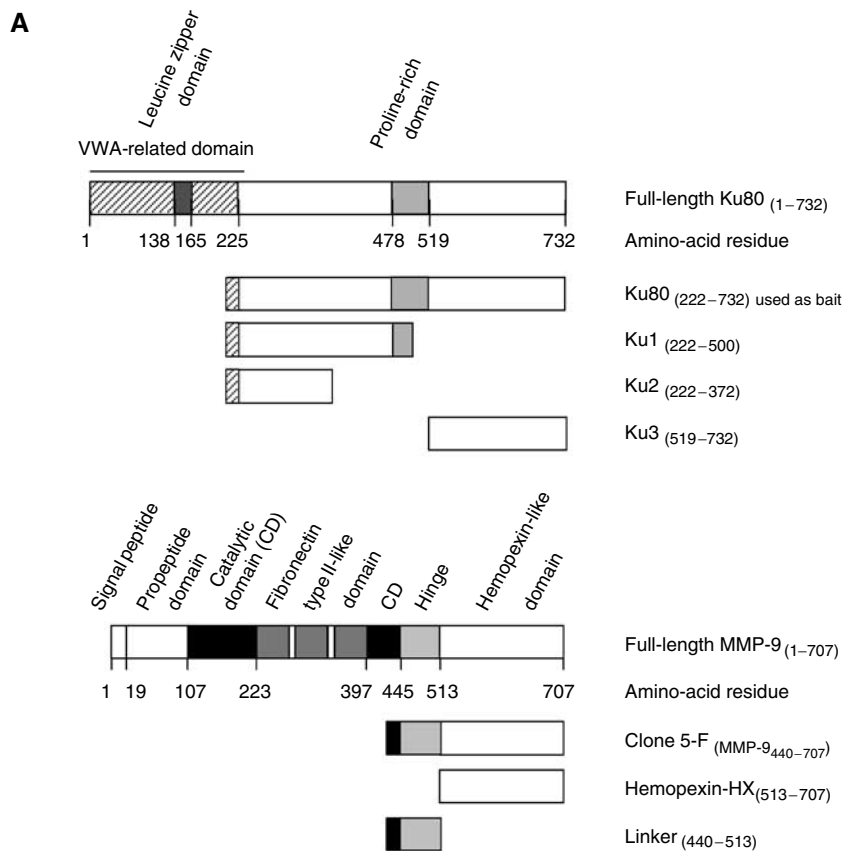 A
Leucine zipper
domain
Proline-rich
domain
VWA-related domain
Full-length Ku80 (1–732)
1 138 165 225 478 519 732 Amino-acid residue
Ku80 (222–732) used as bait
Ku1 (222–500)
Ku2 (222–372)
Ku3 (519–732)
Signal peptide
Propeptide
domain
Catalytic
domain (CD)
Fibronectin
type II-like
domain
CD
Hinge
Hemopexin-like
domain
Full-length MMP-9 (1–707)
1 19 107 223 397 445 513 707 Amino-acid residue
Clone 5-F (MMP-9 440–707)
Hemopexin-HX (513–707)
Linker (440–513)